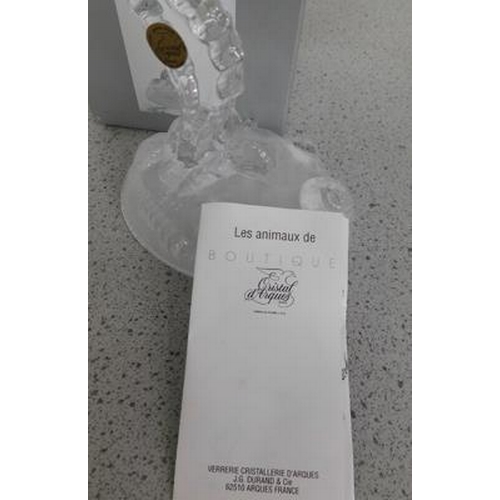 Les animaux de
BOUTIQUE
Cristal
d'Arques
VERRERIE CRISTALLERIE D'ARQUES
J.G. DURAND & Cie
62510 ARQUES FRANCE